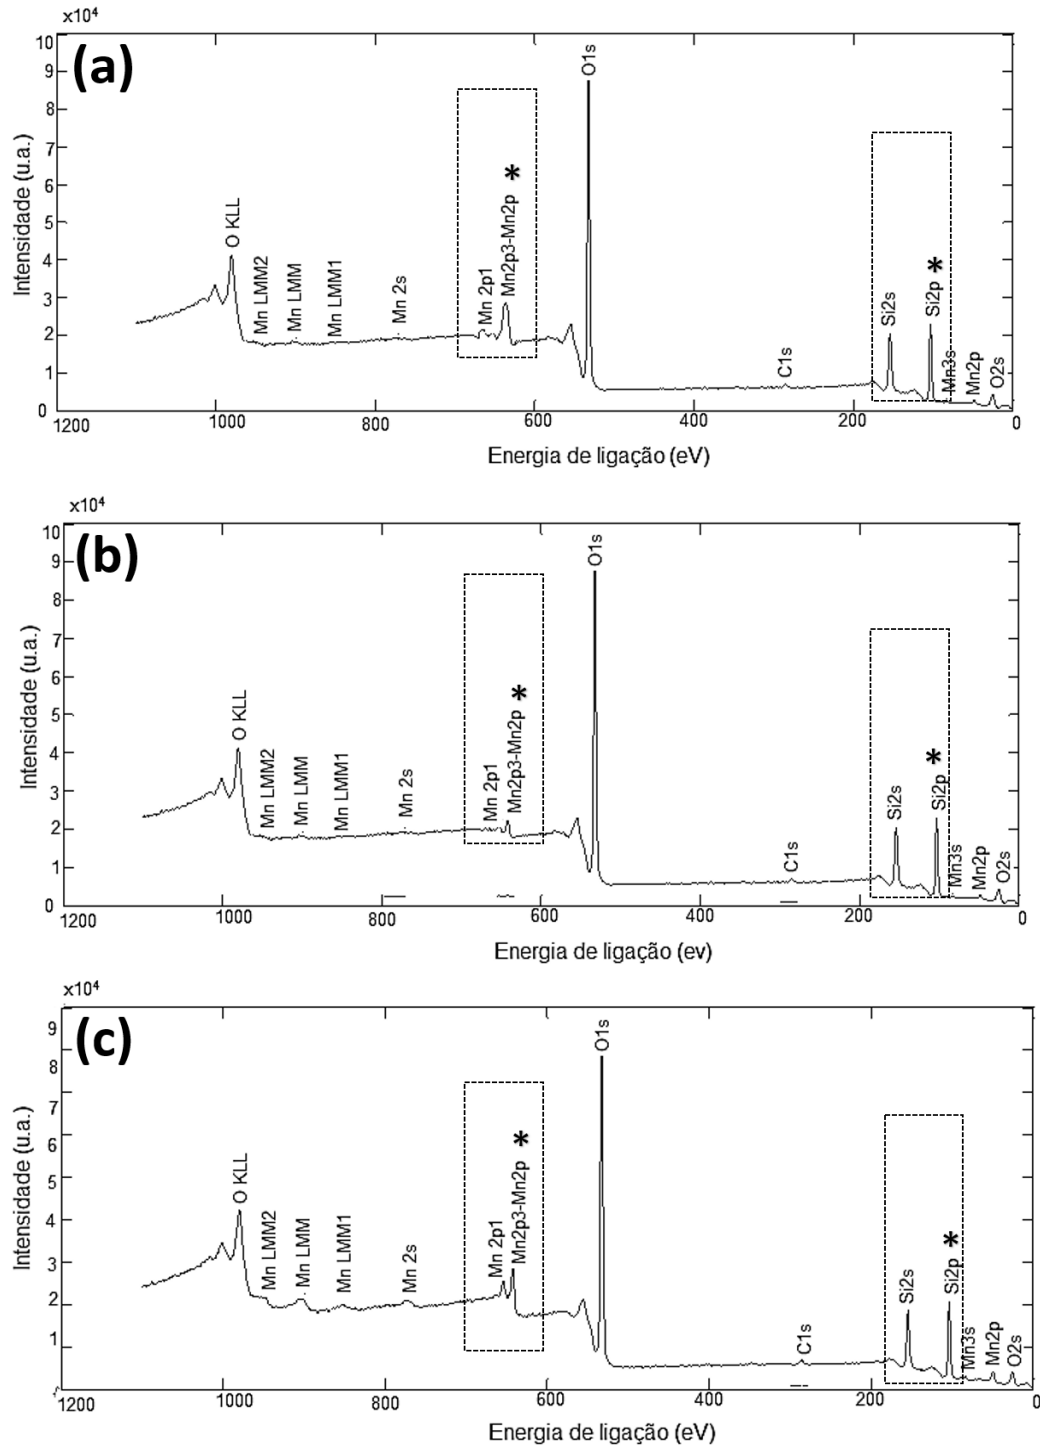 x10⁴
(a)
10
9
8
7
6
5
4
3
2
1
0
Intensidade (u.a.)
O KLL
Mn LMM2
Mn LMM
Mn LMM1
Mn 2s
Mn 2p1
Mn2p3-Mn2p *
O1s
C1s
Si2s
Si2p *
Mn3s
Mn2p
O2s
1200 1000 800 600 400 200 0
Energia de ligação (eV)
x10⁴
(b)
10
9
8
7
6
5
4
3
2
1
0
Intensidade (u.a.)
O KLL
Mn LMM2
Mn LMM
Mn LMM1
Mn 2s
Mn 2p1
Mn2p3-Mn2p *
O1s
C1s
Si2s
Si2p *
Mn3s
Mn2p
O2s
1200 1000 800 600 400 200 0
Energia de ligação (ev)
x10⁴
(c)
9
8
7
6
5
4
3
2
1
Intensidade (u.a.)
O KLL
Mn LMM2
Mn LMM
Mn LMM1
Mn 2s
Mn 2p1
Mn2p3-Mn2p *
O1s
C1s
Si2s
Si2p *
Mn3s
Mn2p
O2s
1200 1000 800 600 400 200 0
Energia de ligação (eV)